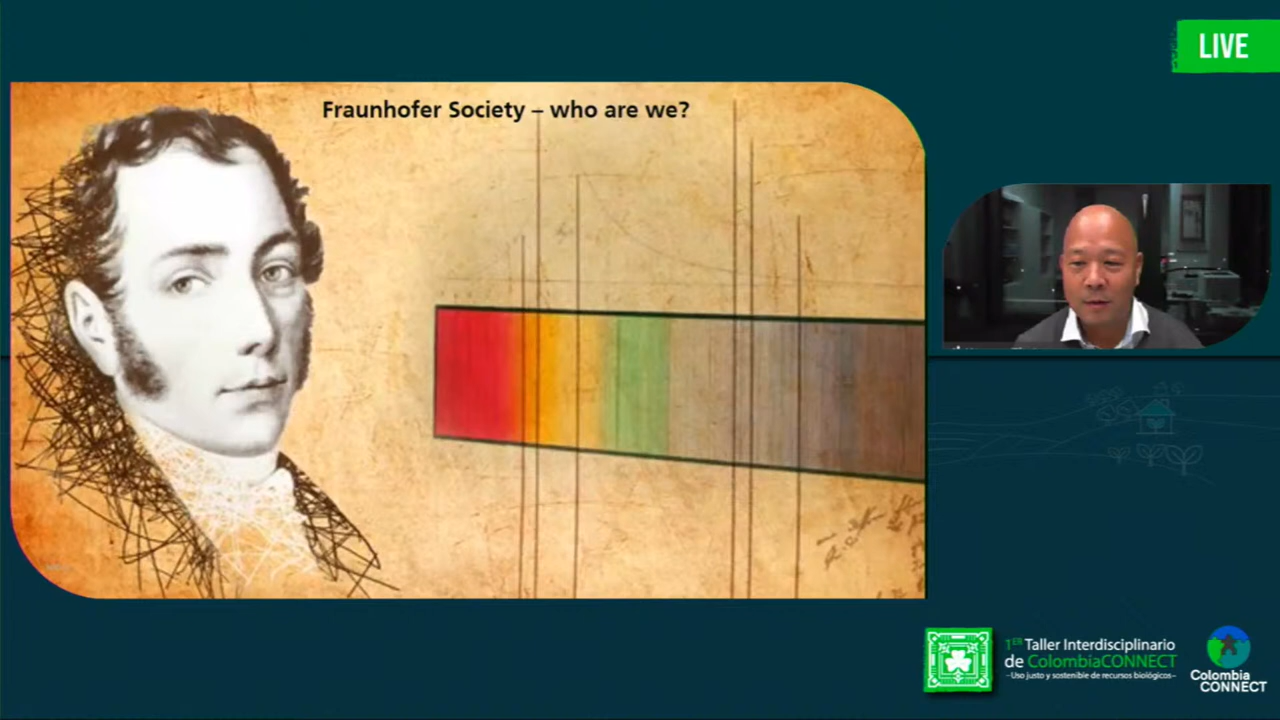 LIVE
Fraunhofer Society – who are we?
1ER Taller Interdisciplinario
de ColombiaCONNECT
–Uso justo y sostenible de recursos biológicos–
Colombia
CONNECT